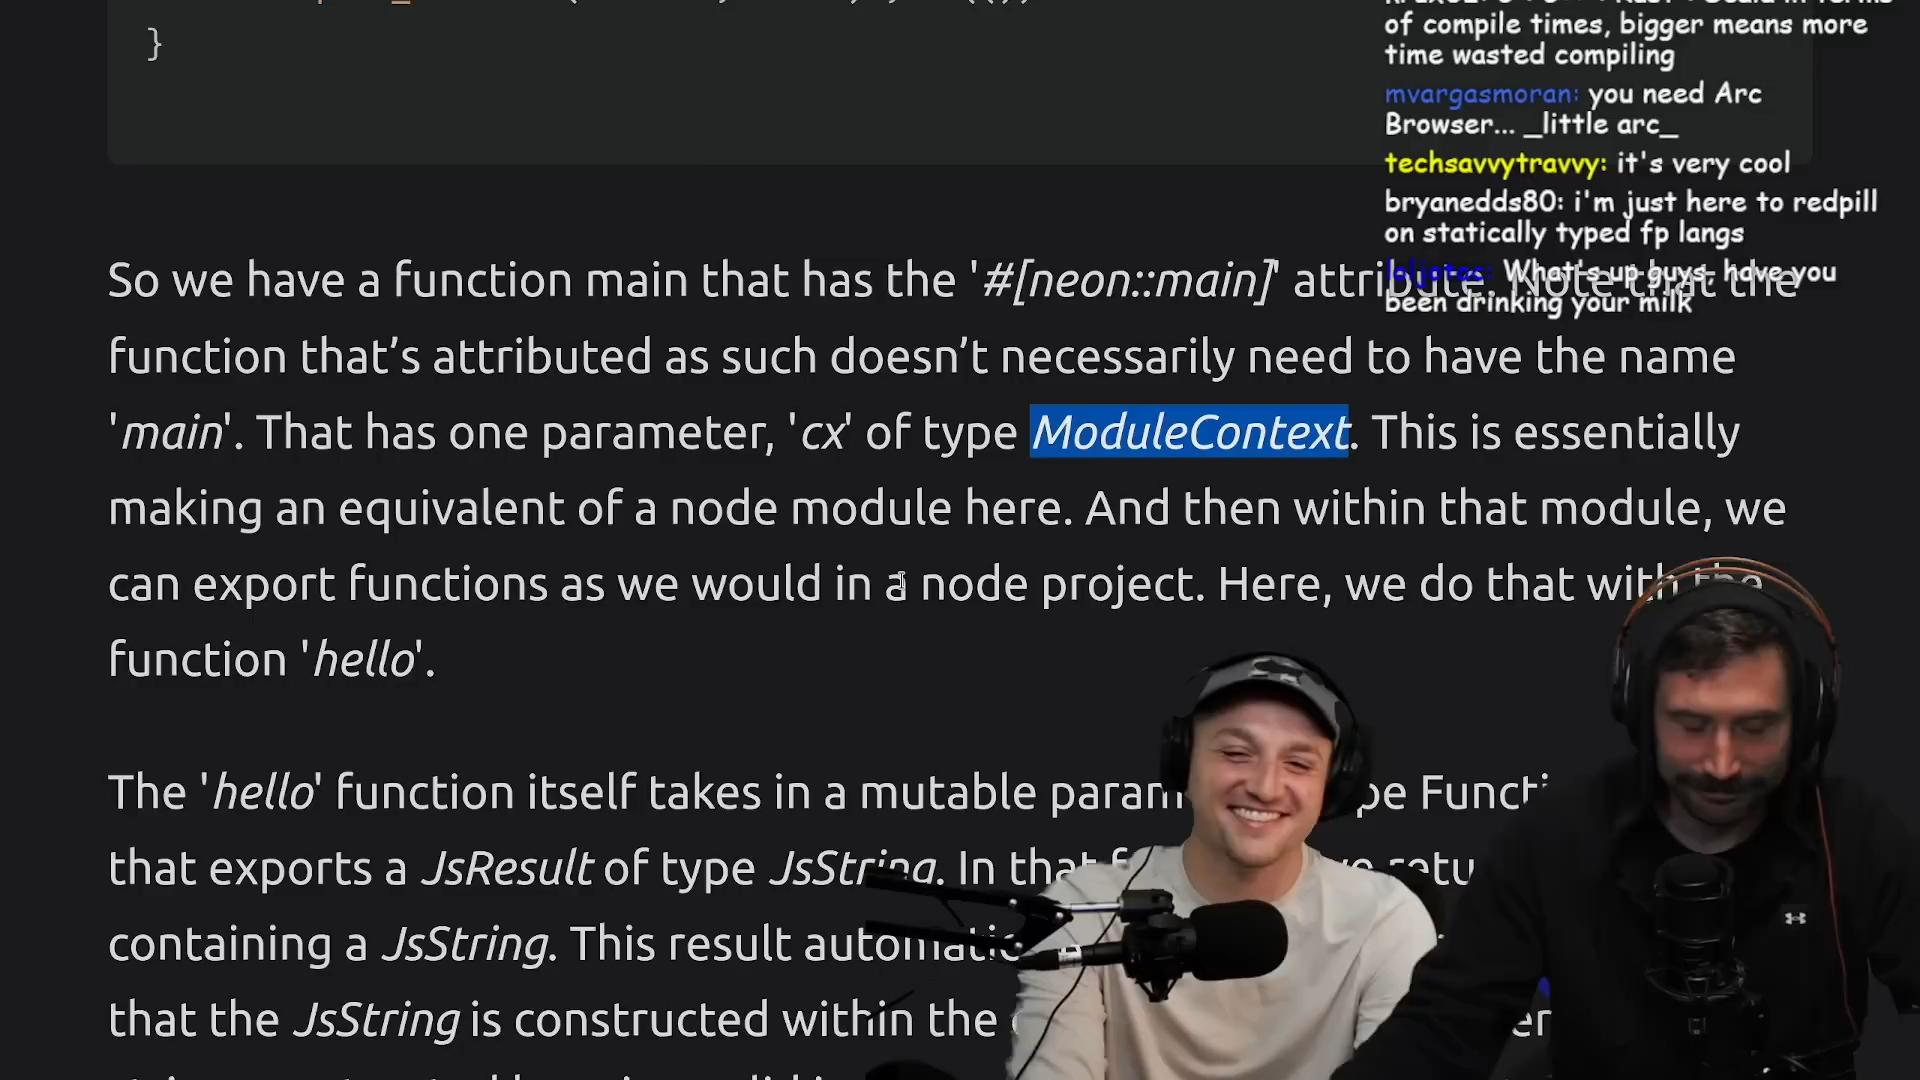 }
of compile times, bigger means more
time wasted compiling
mvargasmoran: you need Arc
Browser... _little arc_
techsavvytravvy: it's very cool
bryanedds80: i'm just here to redpill
on statically typed fp langs
What's up guys, have you
been drinking your milk
So we have a function main that has the '#[neon::main]' attribute. Note that the
function that’s attributed as such doesn’t necessarily need to have the name
'main'. That has one parameter, 'cx' of type ModuleContext. This is essentially
making an equivalent of a node module here. And then within that module, we
can export functions as we would in a node project. Here, we do that with the
function 'hello'.
The 'hello' function itself takes in a mutable
that exports a JsResult of type JsString. In that
containing a JsString. This result
that the JsString is constructed within the